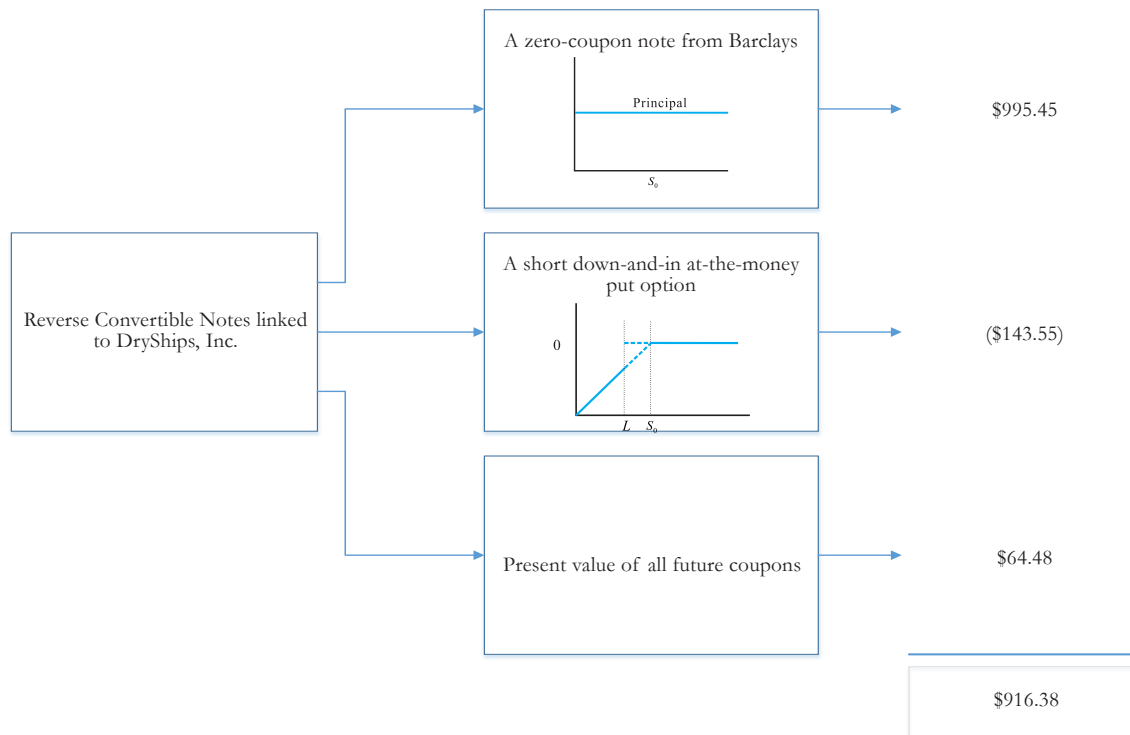 A zero-coupon note from Barclays
Principal
S₀
$995.45
Reverse Convertible Notes linked
to DryShips, Inc.
A short down-and-in at-the-money
put option
0
L S₀
($143.55)
Present value of all future coupons
$64.48
$916.38